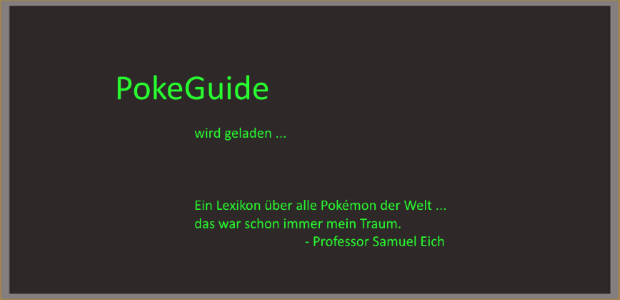 PokeGuide
wird geladen ...
Ein Lexikon über alle Pokémon der Welt ...
das war schon immer mein Traum.
- Professor Samuel Eich